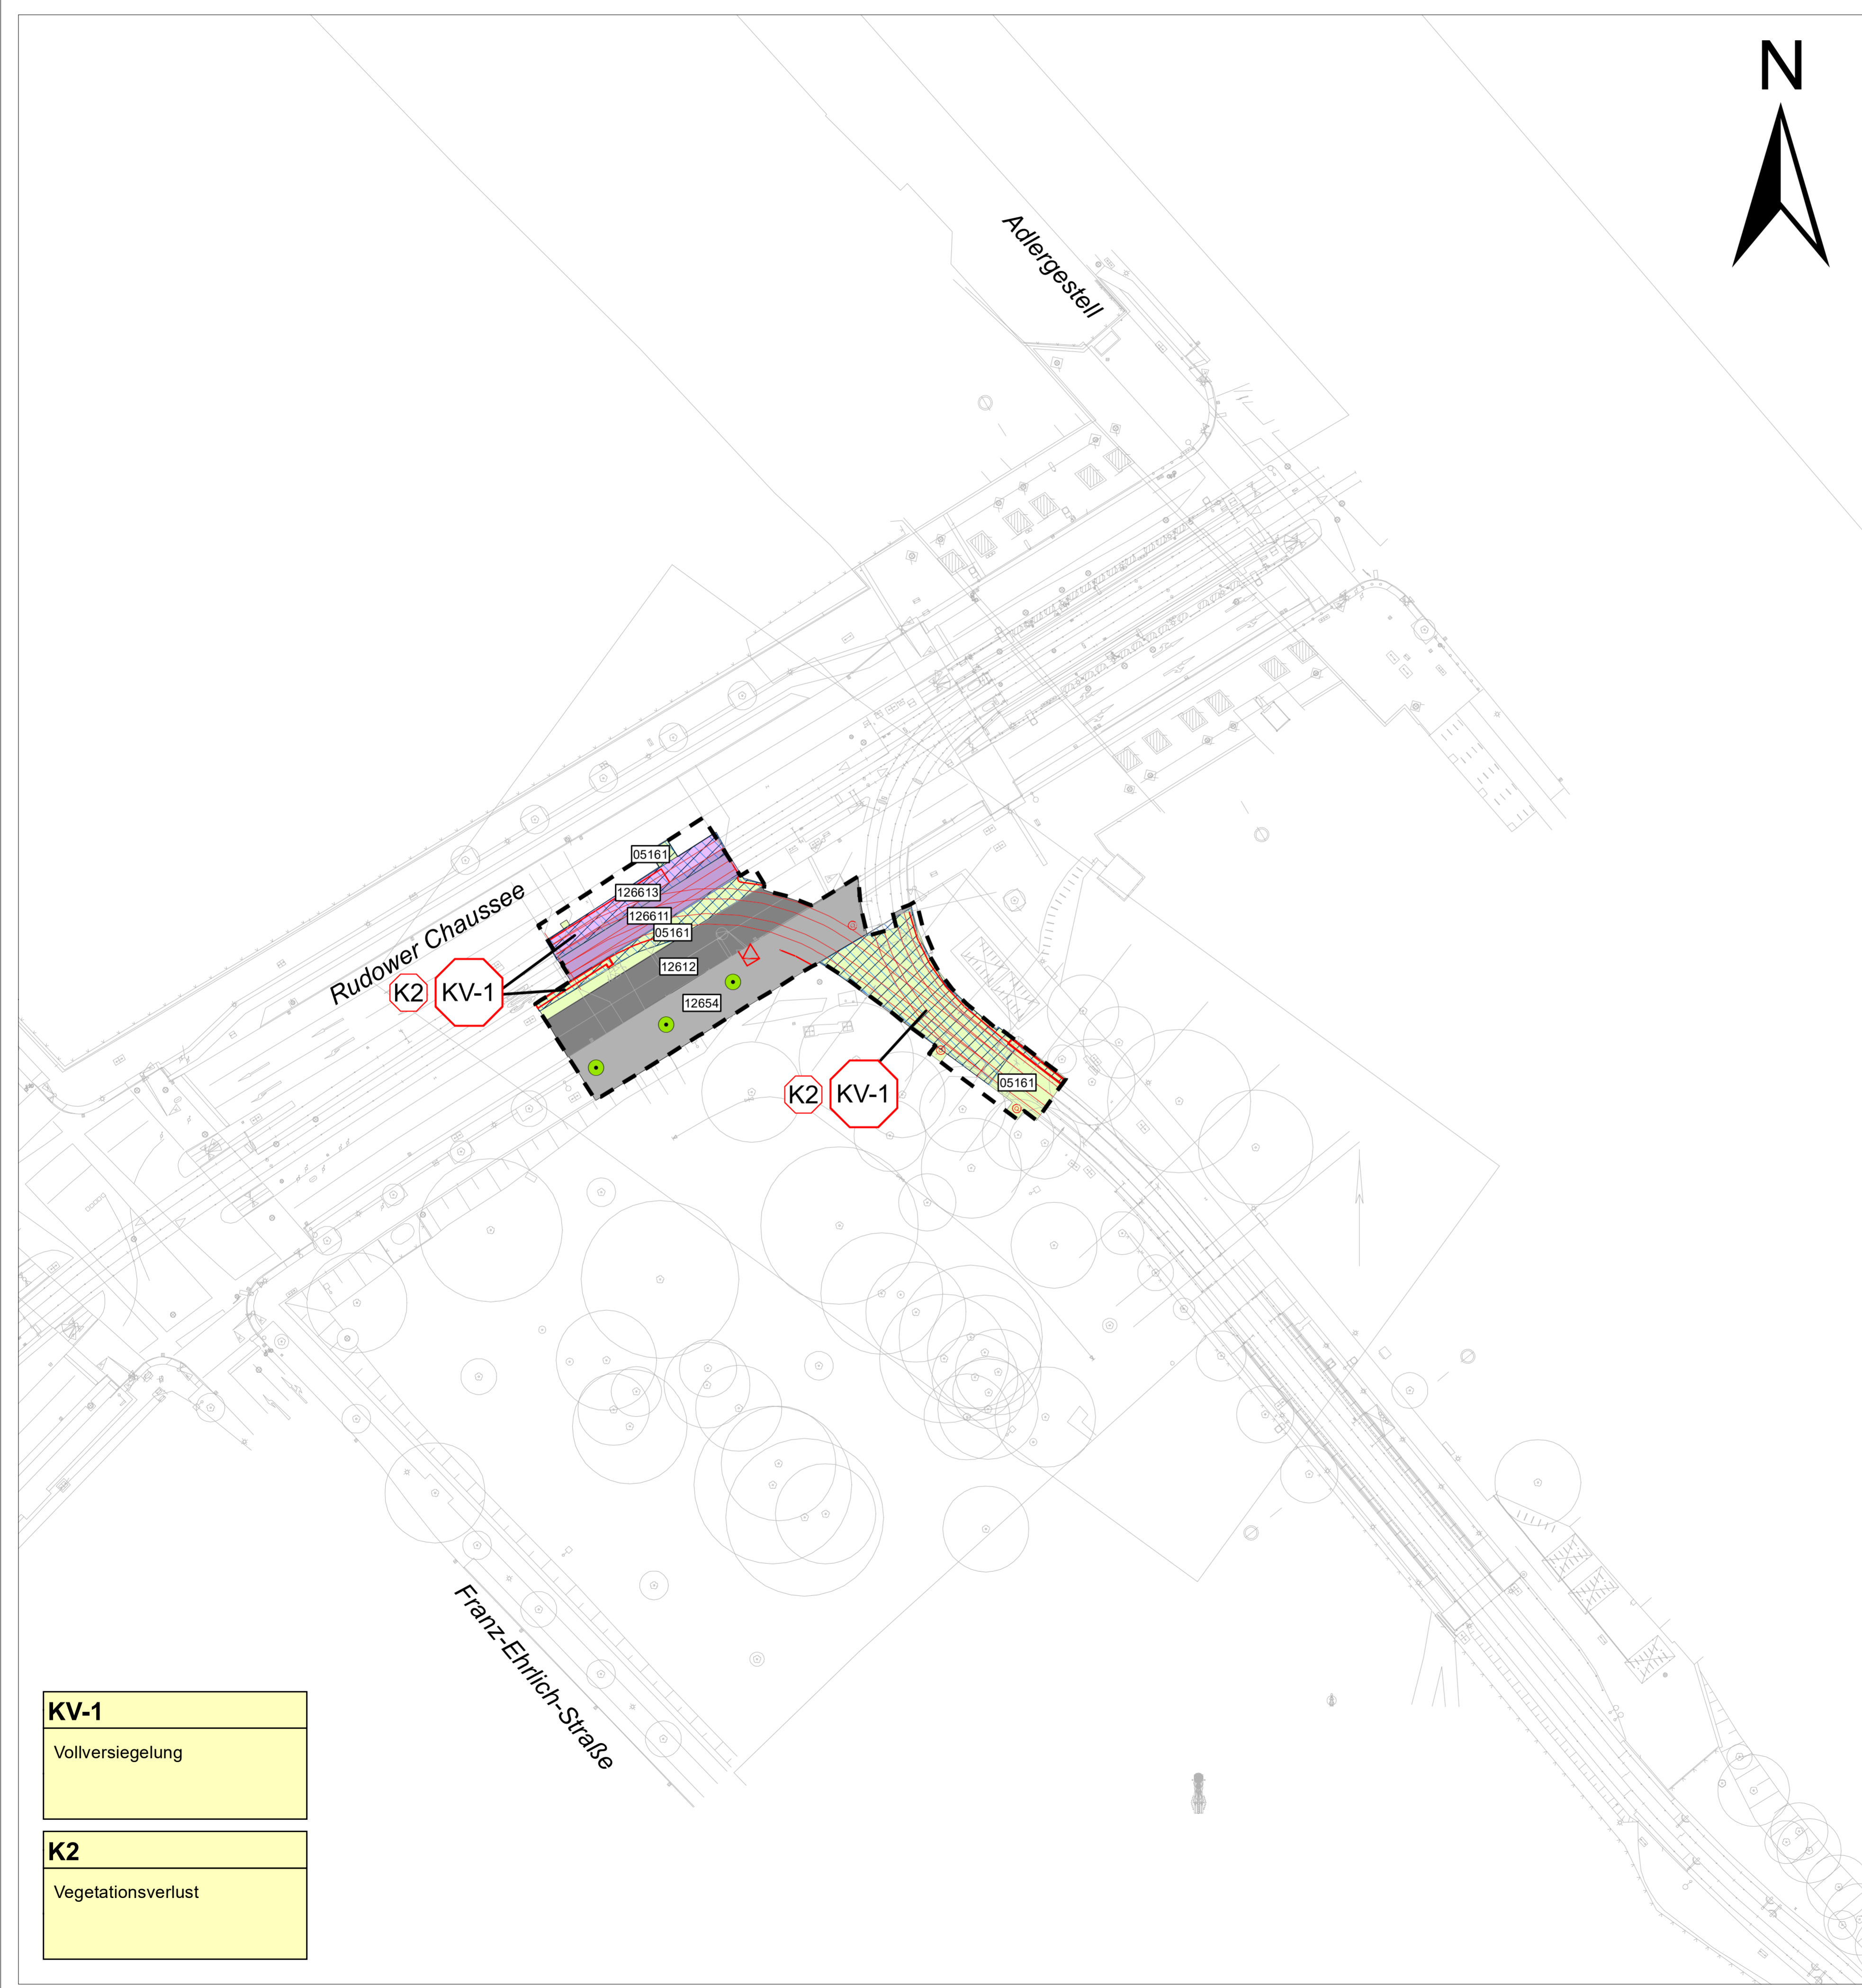 N
Adlergestell
05161
126613
126611
05161
Rudower Chaussee
12612
K2
KV-1
12654
05161
K2
KV-1
Franz-Ehrlich-Straße
KV-1
Vollversiegelung
K2
Vegetationsverlust